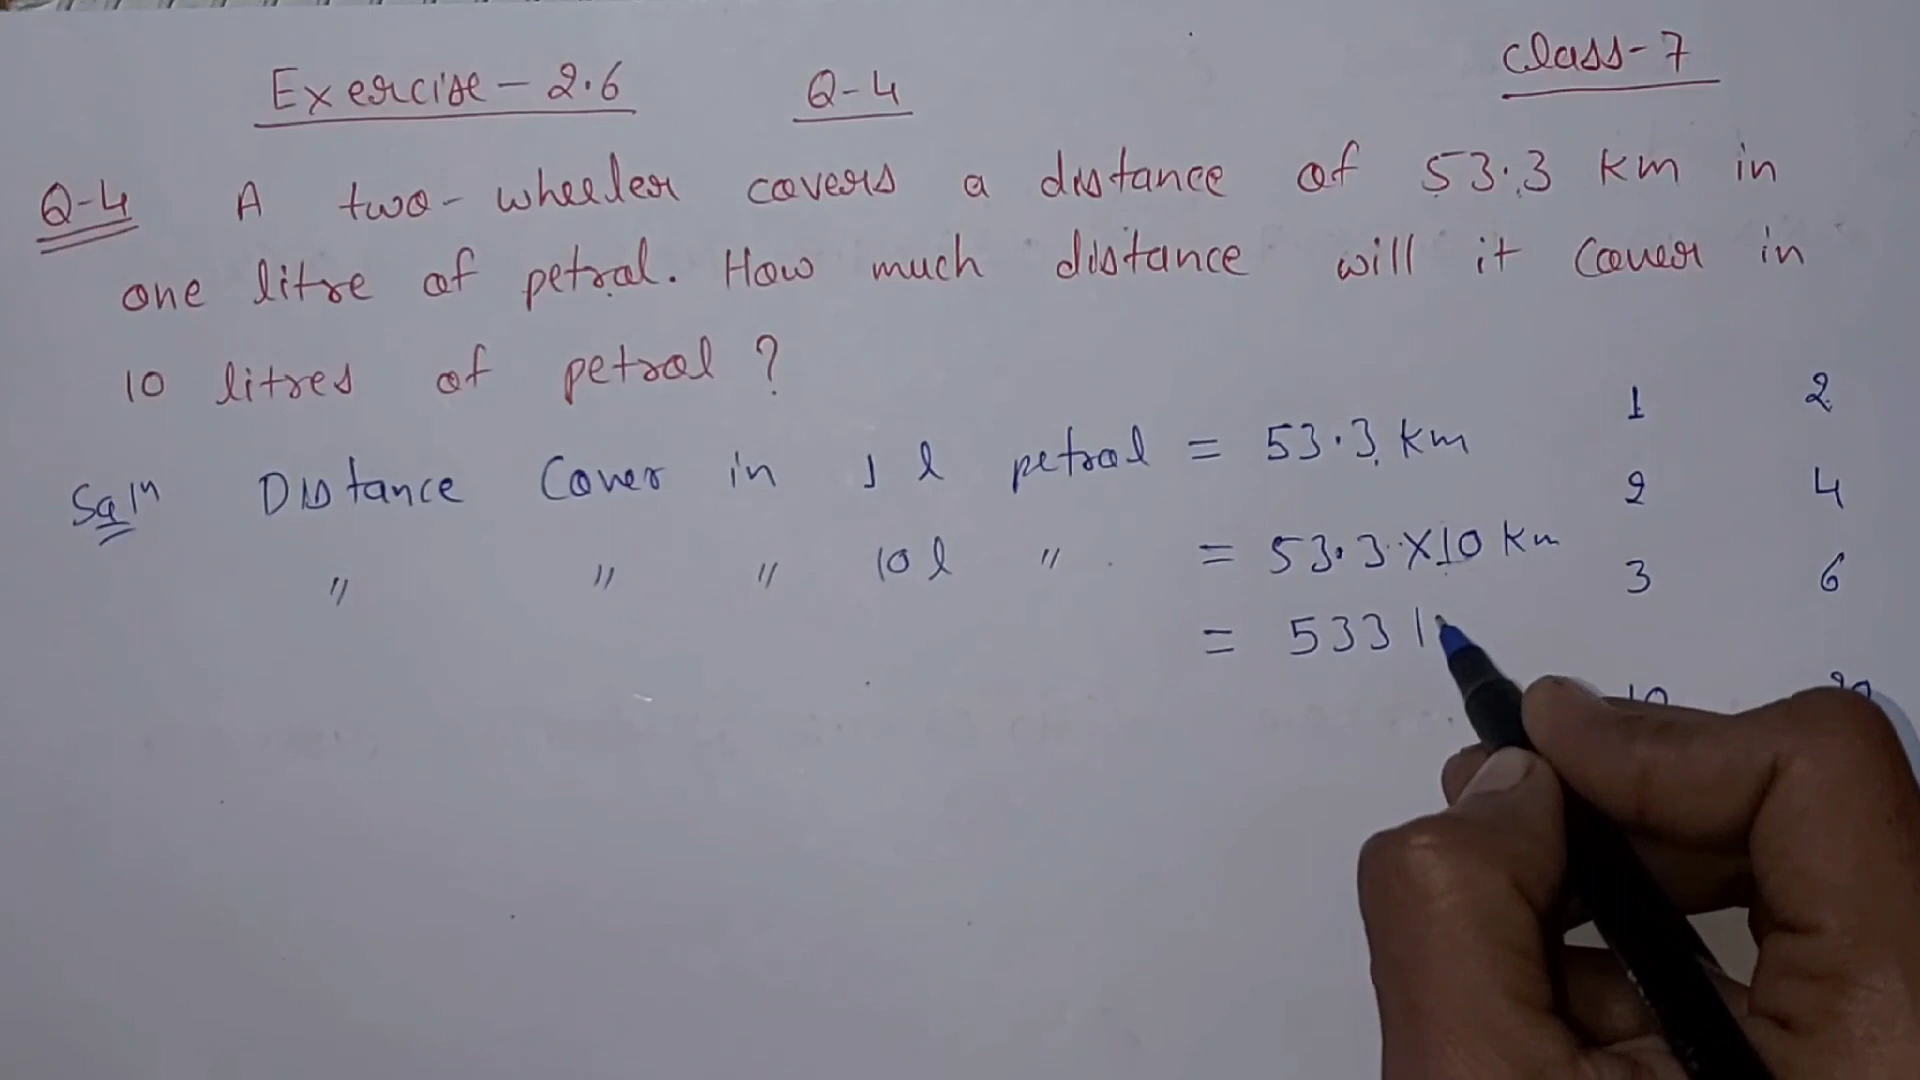 Exercise - 2.6 Q-4 Class-7
Q-4 A two-wheeler covers a distance of 53.3 km in
one litre of petrol. How much distance will it cover in
10 litres of petrol ?
1 2
Solⁿ Distance Cover in 1 l petrol = 53.3 km
2 4
" " " 10 l " = 53.3 × 10 km
3 6
= 533
10 20